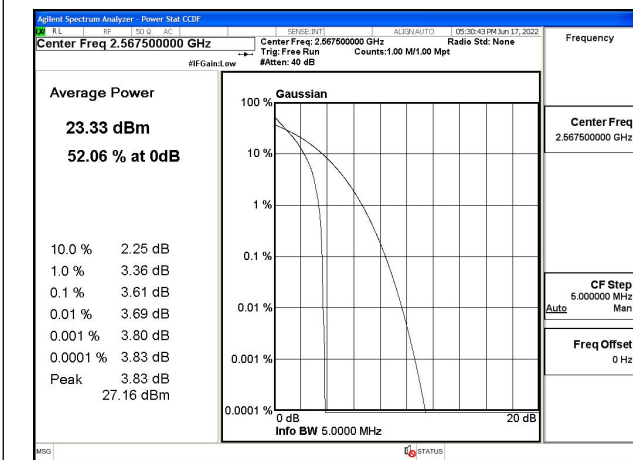 Agilent Spectrum Analyzer - Power Stat CCDF
RL RF 50 Ω AC SENSE:INT ALIGN AUTO 05:30:43 PM Jun 17, 2022
Center Freq 2.567500000 GHz
Center Freq: 2.567500000 GHz Radio Std: None
Trig: Free Run Counts:1.00 M/1.00 Mpt
#IFGain:Low #Atten: 40 dB
Frequency
Average Power
23.33 dBm
52.06 % at 0dB
10.0 % 2.25 dB
1.0 % 3.36 dB
0.1 % 3.61 dB
0.01 % 3.69 dB
0.001 % 3.80 dB
0.0001 % 3.83 dB
Peak 3.83 dB
27.16 dBm
Gaussian
100 %
10 %
1 %
0.1 %
0.01 %
0.001 %
0.0001 %
0 dB 20 dB
Info BW 5.0000 MHz
Center Freq
2.567500000 GHz
CF Step
5.000000 MHz
Auto Man
Freq Offset
0 Hz
MSG STATUS